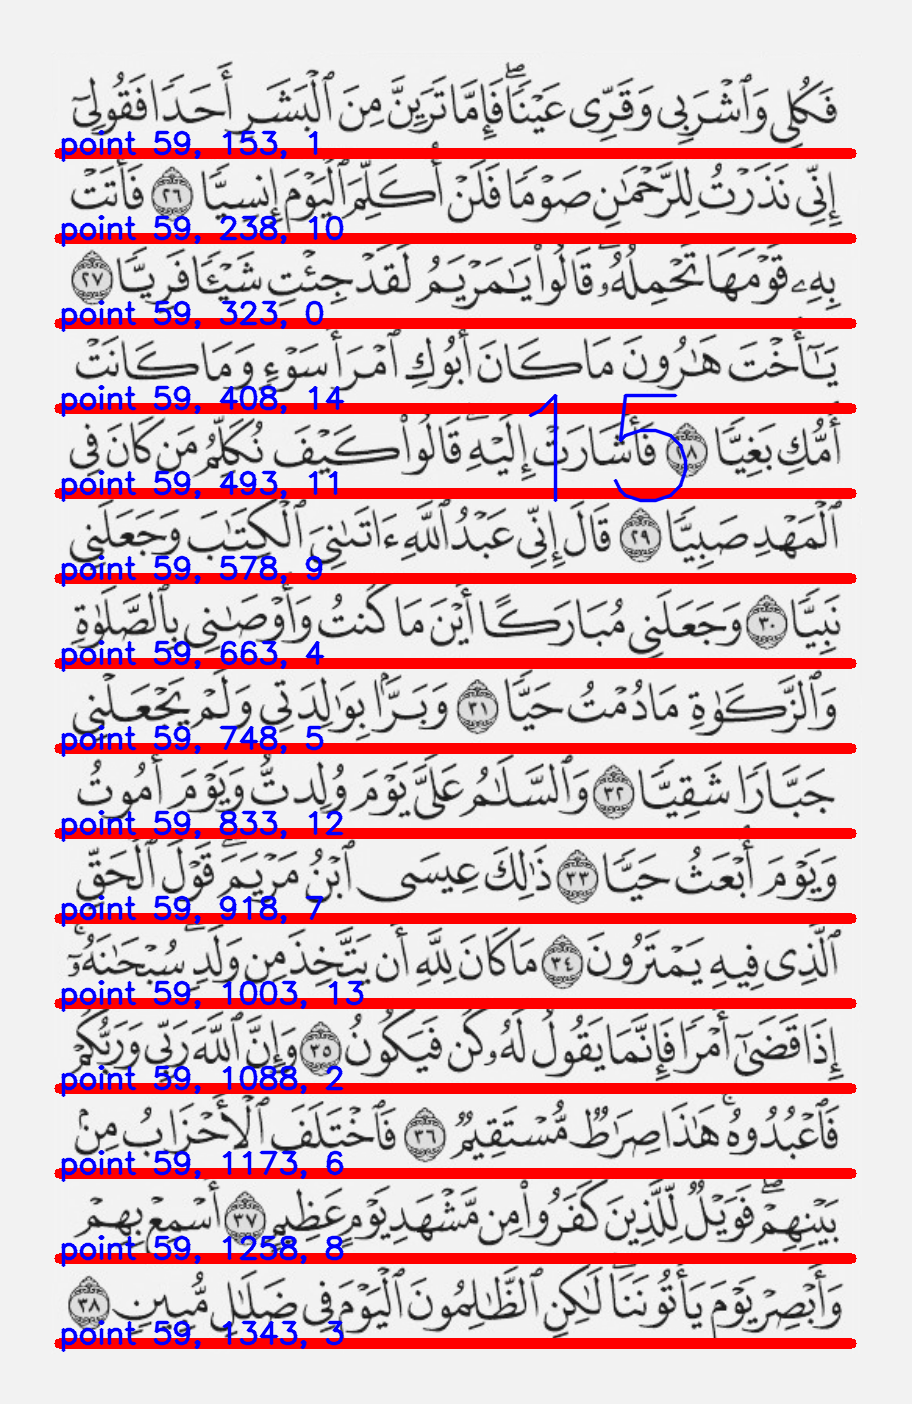 فَكُلِى وَٱشْرَبِى وَقَرِّى عَيْنًاۖ فَإِمَّا تَرَيِنَّ مِنَ ٱلْبَشَرِ أَحَدًا فَقُولِىٓ
point 59, 153, 1
إِنِّى نَذَرْتُ لِلرَّحْمَٰنِ صَوْمًا فَلَنْ أُكَلِّمَ ٱلْيَوْمَ إِنسِيًّا ٢٦ فَأَتَتْ
point 59, 238, 10
بِهِۦ قَوْمَهَا تَحْمِلُهُۥۖ قَالُوا۟ يَٰمَرْيَمُ لَقَدْ جِئْتِ شَيْـًٔا فَرِيًّا ٢٧
point 59, 323, 0
يَٰٓأُخْتَ هَٰرُونَ مَا كَانَ أَبُوكِ ٱمْرَأَ سَوْءٍ وَمَا كَانَتْ
point 59, 408, 14
أُمُّكِ بَغِيًّا ٢٨ فَأَشَارَتْ إِلَيْهِۖ قَالُوا۟ كَيْفَ نُكَلِّمُ مَن كَانَ فِى
15
point 59, 493, 11
ٱلْمَهْدِ صَبِيًّا ٢٩ قَالَ إِنِّى عَبْدُ ٱللَّهِ ءَاتَىٰنِىَ ٱلْكِتَٰبَ وَجَعَلَنِى
point 59, 578, 9
نَبِيًّا ٣٠ وَجَعَلَنِى مُبَارَكًا أَيْنَ مَا كُنتُ وَأَوْصَٰنِى بِٱلصَّلَوٰةِ
point 59, 663, 4
وَٱلزَّكَوٰةِ مَا دُمْتُ حَيًّا ٣١ وَبَرًّۢا بِوَٰلِدَتِى وَلَمْ يَجْعَلْنِى
point 59, 748, 5
جَبَّارًا شَقِيًّا ٣٢ وَٱلسَّلَٰمُ عَلَىَّ يَوْمَ وُلِدتُّ وَيَوْمَ أَمُوتُ
point 59, 833, 12
وَيَوْمَ أُبْعَثُ حَيًّا ٣٣ ذَٰلِكَ عِيسَى ٱبْنُ مَرْيَمَۚ قَوْلَ ٱلْحَقِّ
point 59, 918, 7
ٱلَّذِى فِيهِ يَمْتَرُونَ ٣٤ مَا كَانَ لِلَّهِ أَن يَتَّخِذَ مِن وَلَدٍۖ سُبْحَٰنَهُۥٓۚ
point 59, 1003, 13
إِذَا قَضَىٰٓ أَمْرًا فَإِنَّمَا يَقُولُ لَهُۥ كُن فَيَكُونُ ٣٥ وَإِنَّ ٱللَّهَ رَبِّى وَرَبُّكُمْ
point 59, 1088, 2
فَٱعْبُدُوهُۚ هَٰذَا صِرَٰطٌ مُّسْتَقِيمٌ ٣٦ فَٱخْتَلَفَ ٱلْأَحْزَابُ مِنۢ
point 59, 1173, 6
بَيْنِهِمْۖ فَوَيْلٌ لِّلَّذِينَ كَفَرُوا۟ مِن مَّشْهَدِ يَوْمٍ عَظِيمٍ ٣٧ أَسْمِعْ بِهِمْ
point 59, 1258, 8
وَأَبْصِرْ يَوْمَ يَأْتُونَنَاۖ لَٰكِنِ ٱلظَّٰلِمُونَ ٱلْيَوْمَ فِى ضَلَٰلٍ مُّبِينٍ ٣٨
point 59, 1343, 3